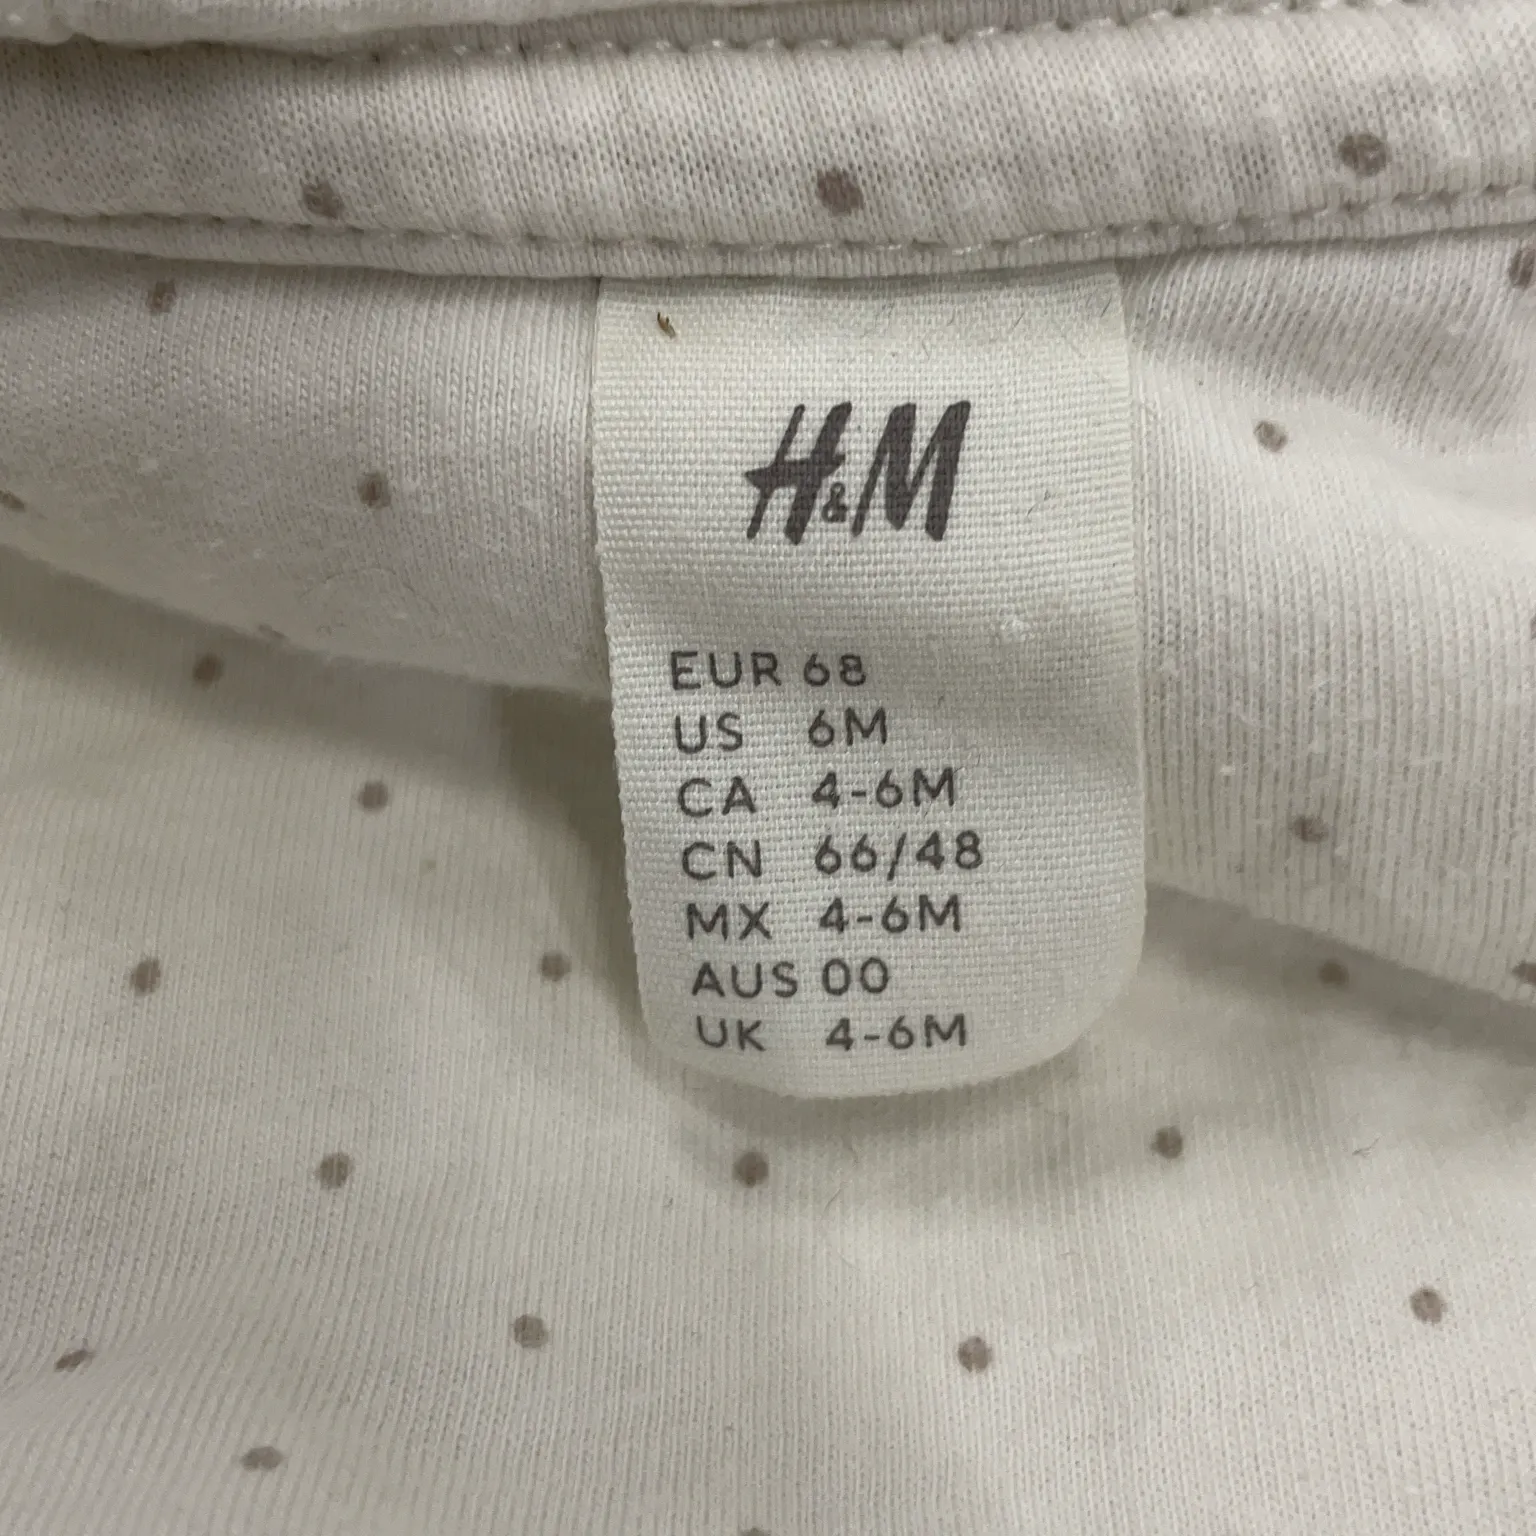 H&M
EUR 68
US 6M
CA 4-6M
CN 66/48
MX 4-6M
AUS 00
UK 4-6M